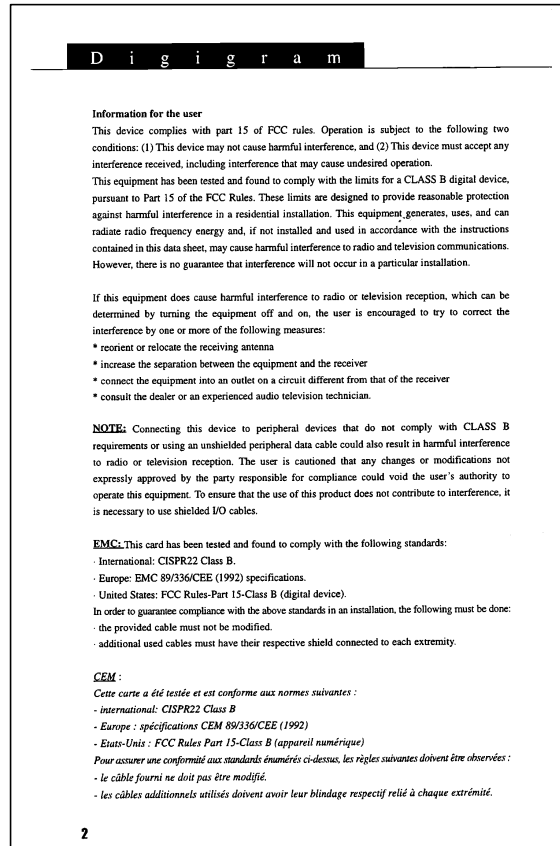 D i g i g r a m
Information for the user
This device complies with part 15 of FCC rules. Operation is subject to the following two
conditions: (1) This device may not cause harmful interference, and (2) This device must accept any
interference received, including interference that may cause undesired operation.
This equipment has been tested and found to comply with the limits for a CLASS B digital device,
pursuant to Part 15 of the FCC Rules. These limits are designed to provide reasonable protection
against harmful interference in a residential installation. This equipment generates, uses, and can
radiate radio frequency energy and, if not installed and used in accordance with the instructions
contained in this data sheet, may cause harmful interference to radio and television communications.
However, there is no guarantee that interference will not occur in a particular installation.
If this equipment does cause harmful interference to radio or television reception, which can be
determined by turning the equipment off and on, the user is encouraged to try to correct the
interference by one or more of the following measures:
* reorient or relocate the receiving antenna
* increase the separation between the equipment and the receiver
* connect the equipment into an outlet on a circuit different from that of the receiver
* consult the dealer or an experienced audio television technician.
NOTE: Connecting this device to peripheral devices that do not comply with CLASS B
requirements or using an unshielded peripheral data cable could also result in harmful interference
to radio or television reception. The user is cautioned that any changes or modifications not
expressly approved by the party responsible for compliance could void the user's authority to
operate this equipment. To ensure that the use of this product does not contribute to interference, it
is necessary to use shielded I/O cables.
EMC: This card has been tested and found to comply with the following standards:
· International: CISPR22 Class B.
· Europe: EMC 89/336/CEE (1992) specifications.
· United States: FCC Rules-Part 15-Class B (digital device).
In order to guarantee compliance with the above standards in an installation, the following must be done:
· the provided cable must not be modified.
· additional used cables must have their respective shield connected to each extremity.
CEM :
Cette carte a été testée et est conforme aux normes suivantes :
- international: CISPR22 Class B
- Europe : spécifications CEM 89/336/CEE (1992)
- Etats-Unis : FCC Rules Part 15-Class B (appareil numérique)
Pour assurer une conformité aux standards énumérés ci-dessus, les règles suivantes doivent être observées :
- le câble fourni ne doit pas être modifié.
- les câbles additionnels utilisés doivent avoir leur blindage respectif relié à chaque extrémité.
2